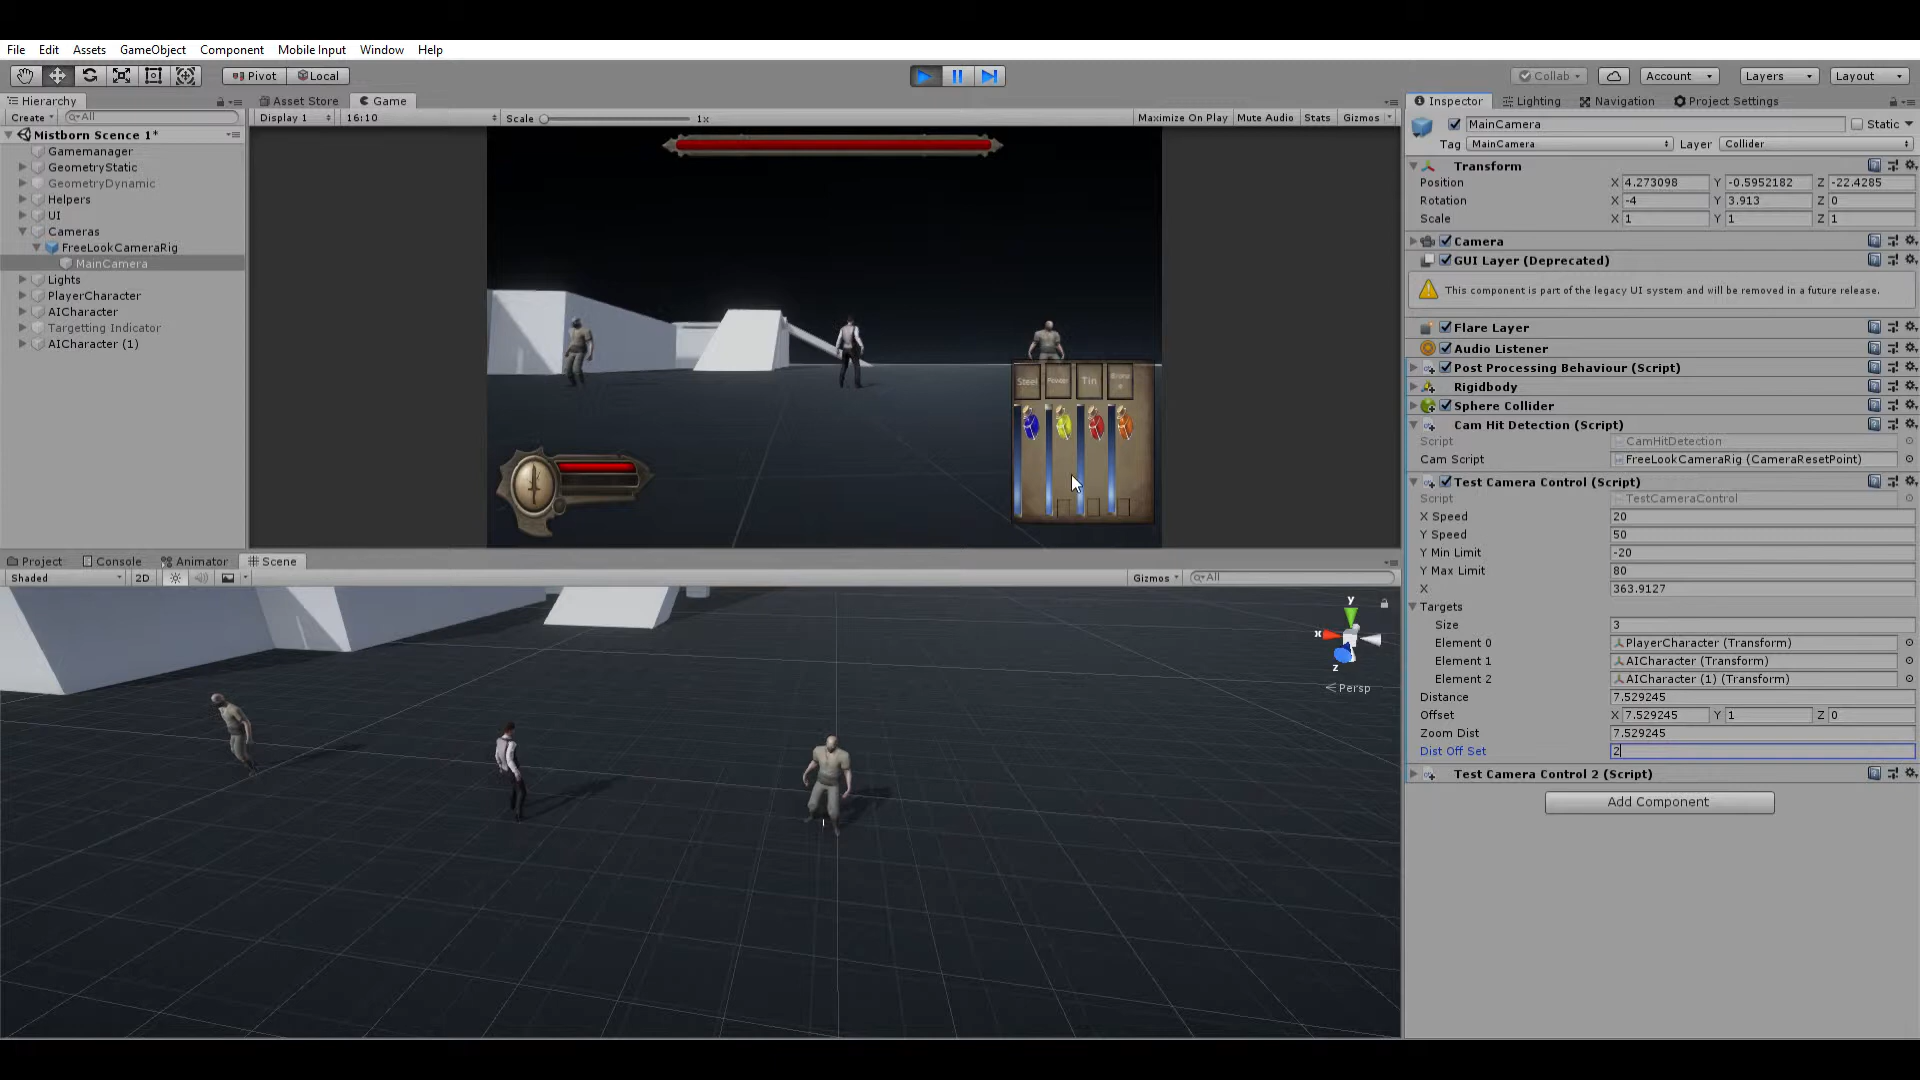 File Edit Assets GameObject Component Mobile Input Window Help
Pivot Local Collab Account Layers Layout
Hierarchy
Create All
Mistborn Scence 1*
Gamemanager
GeometryStatic
GeometryDynamic
Helpers
UI
Cameras
FreeLookCameraRig
MainCamera
Lights
PlayerCharacter
AICharacter
Targetting Indicator
AICharacter (1)
Asset Store Game
Display 1 16:10 Scale 1x Maximize On Play Mute Audio Stats Gizmos
Steel Tin
Project Console Animator Scene
Shaded 2D Gizmos All
y
x
z
Persp
Inspector Lighting Navigation Project Settings
MainCamera Static
Tag MainCamera Layer Collider
Transform
Position X 4.273098 Y -0.5952182 Z -22.4285
Rotation X -4 Y 3.913 Z 0
Scale X 1 Y 1 Z 1
Camera
GUI Layer (Deprecated)
This component is part of the legacy UI system and will be removed in a future release.
Flare Layer
Audio Listener
Post Processing Behaviour (Script)
Rigidbody
Sphere Collider
Cam Hit Detection (Script)
Script CamHitDetection
Cam Script FreeLookCameraRig (CameraResetPoint)
Test Camera Control (Script)
Script TestCameraControl
X Speed 20
Y Speed 50
Y Min Limit -20
Y Max Limit 80
X 363.9127
Targets
Size 3
Element 0 PlayerCharacter (Transform)
Element 1 AICharacter (Transform)
Element 2 AICharacter (1) (Transform)
Distance 7.529245
Offset X 7.529245 Y 1 Z 0
Zoom Dist 7.529245
Dist Off Set 2
Test Camera Control 2 (Script)
Add Component